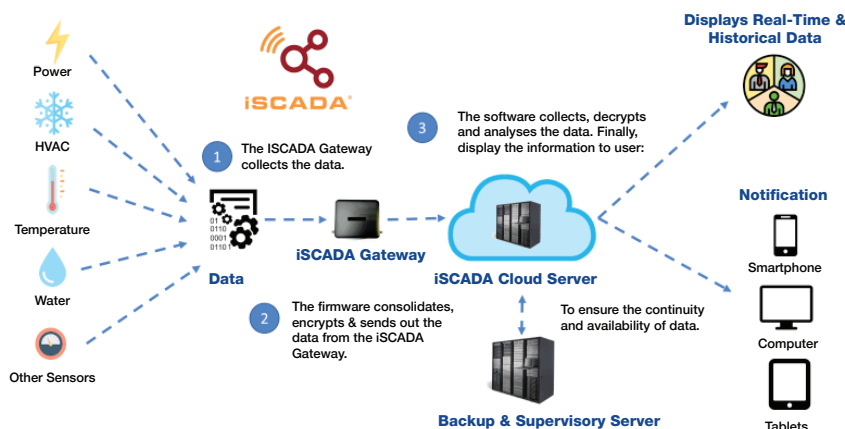 Displays Real-Time &
Historical Data
Power
iSCADA®
HVAC
1
The ISCADA Gateway
collects the data.
3
The software collects, decrypts
and analyses the data. Finally,
display the information to user:
Temperature
01
0110
0001
01101
Data
iSCADA Gateway
iSCADA Cloud Server
Notification
Smartphone
Water
2
The firmware consolidates,
encrypts & sends out the
data from the iSCADA
Gateway.
To ensure the continuity
and availability of data.
Computer
Other Sensors
Backup & Supervisory Server
Tablets